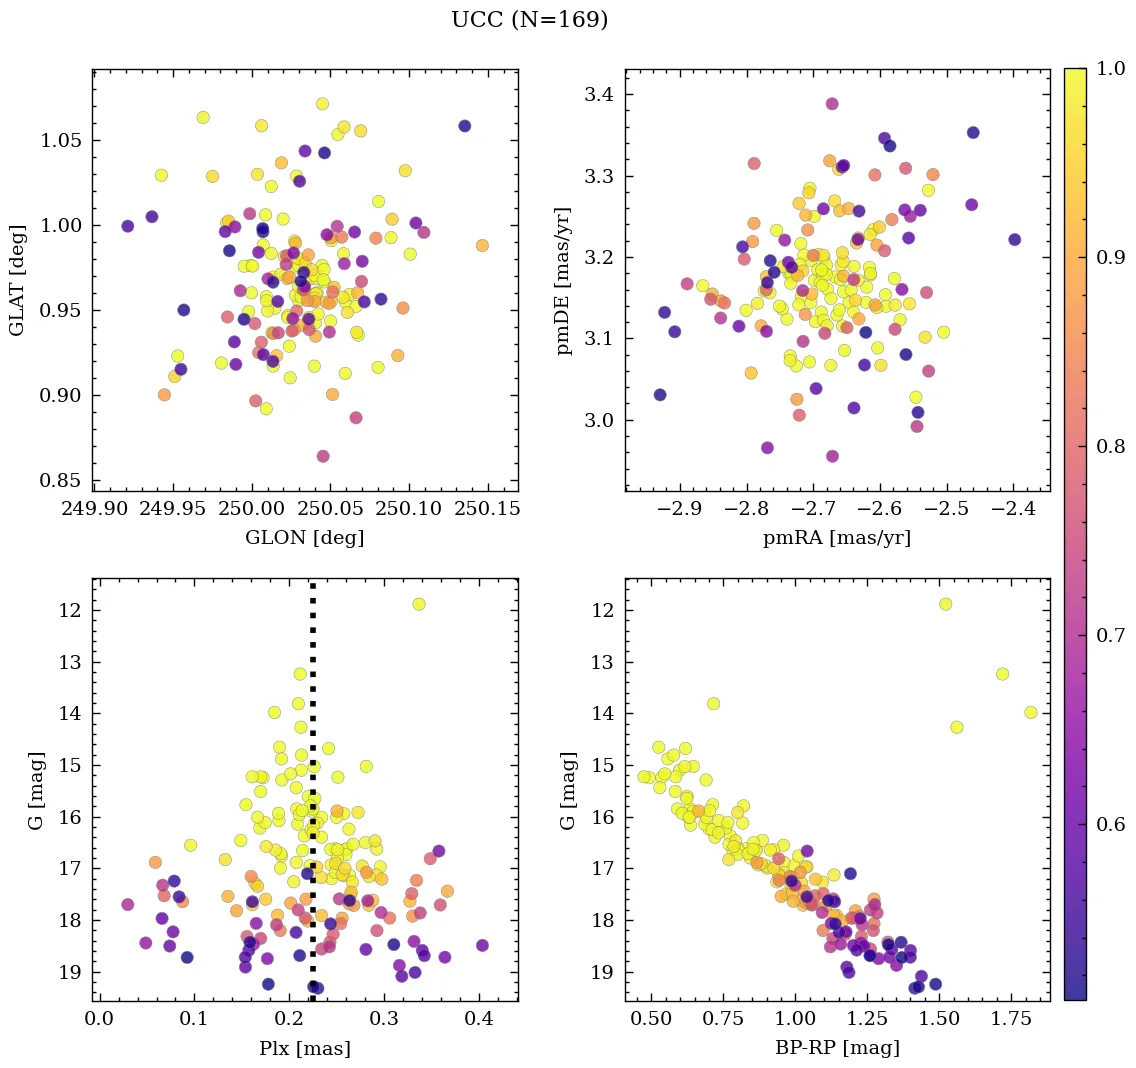 UCC (N=169)
1.05
1.00
0.95
0.90
0.85
GLAT [deg]
249.90 249.95 250.00 250.05 250.10 250.15
GLON [deg]
3.4
3.3
3.2
3.1
3.0
pmDE [mas/yr]
−2.9 −2.8 −2.7 −2.6 −2.5 −2.4
pmRA [mas/yr]
1.0
0.9
0.8
0.7
0.6
12
13
14
15
16
17
18
19
G [mag]
0.0 0.1 0.2 0.3 0.4
Plx [mas]
12
13
14
15
16
17
18
19
G [mag]
0.50 0.75 1.00 1.25 1.50 1.75
BP-RP [mag]